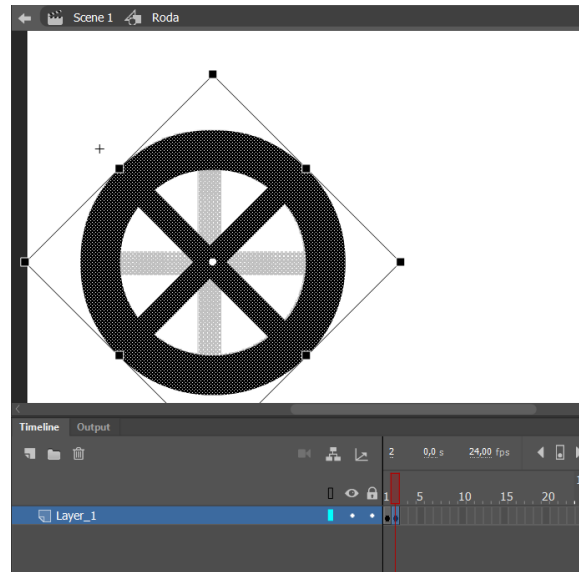 Scene 1 Roda
Timeline Output
2 0,0 s 24,00 fps
1 5 10 15 20
Layer_1